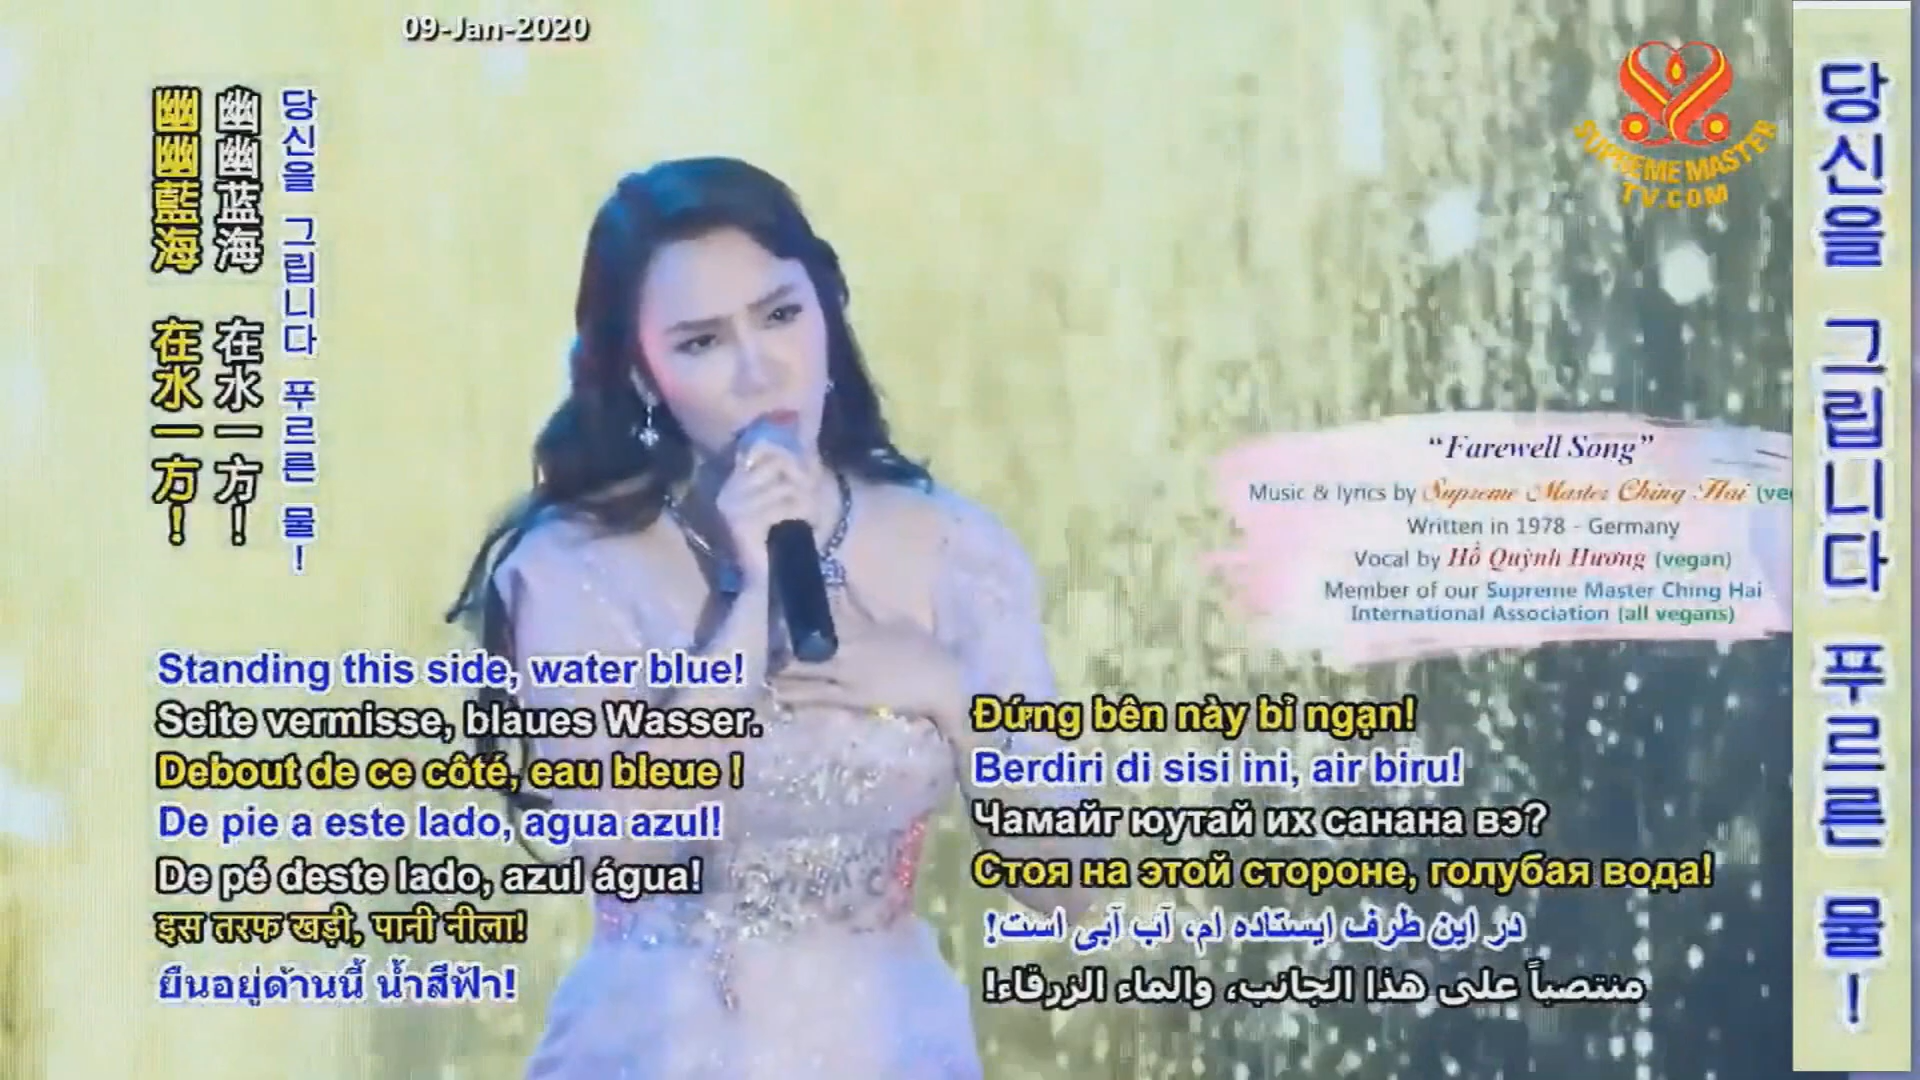 09-Jan-2020
SUPREME MASTER
TV.COM
幽幽藍海 在水一方！
幽幽蓝海 在水一方！
당신을 그립니다 푸르른 물！
"Farewell Song"
Music & lyrics by Supreme Master Ching Hai (ve
Written in 1978 - Germany
Vocal by Hồ Quỳnh Hương (vegan)
Member of our Supreme Master Ching Hai
International Association (all vegans)
Standing this side, water blue!
Seite vermisse, blaues Wasser.
Debout de ce côté, eau bleue !
De pie a este lado, agua azul!
De pé deste lado, azul água!
इस तरफ खड़ी, पानी नीला!
ยืนอยู่ด้านนี้ น้ำสีฟ้า!
Đứng bên này bỉ ngạn!
Berdiri di sisi ini, air biru!
Чамайг юутай их санана вэ?
Стоя на этой стороне, голубая вода!
در این طرف ایستاده ام، آب آبی است!
منتصباً على هذا الجانب، والماء الزرقاء!
당신을 그립니다 푸르른 물！